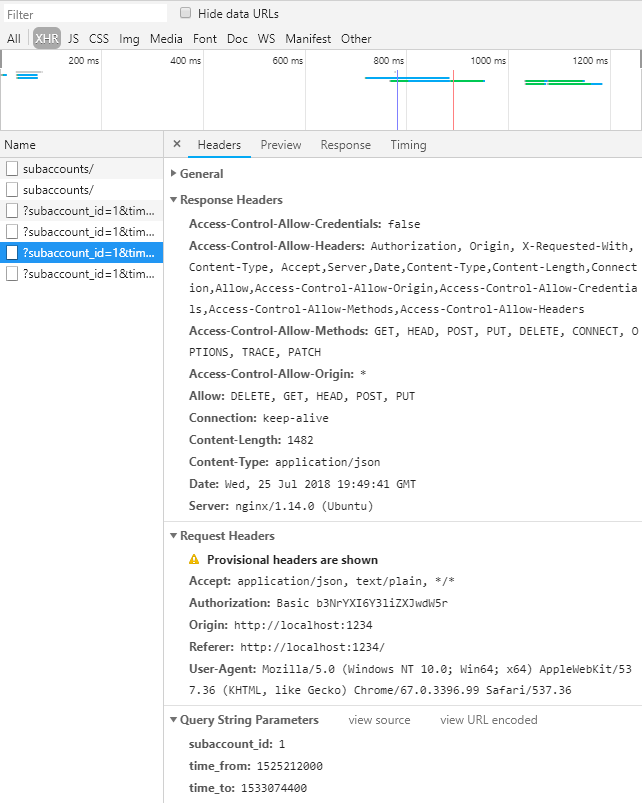 Filter
Hide data URLs
All XHR JS CSS Img Media Font Doc WS Manifest Other
200 ms 400 ms 600 ms 800 ms 1000 ms 1200 ms
Name
× Headers Preview Response Timing
subaccounts/
subaccounts/
?subaccount_id=1&tim...
?subaccount_id=1&tim...
?subaccount_id=1&tim...
?subaccount_id=1&tim...
General
Response Headers
Access-Control-Allow-Credentials: false
Access-Control-Allow-Headers: Authorization, Origin, X-Requested-With,
Content-Type, Accept,Server,Date,Content-Type,Content-Length,Connect
ion,Allow,Access-Control-Allow-Origin,Access-Control-Allow-Credentia
ls,Access-Control-Allow-Methods,Access-Control-Allow-Headers
Access-Control-Allow-Methods: GET, HEAD, POST, PUT, DELETE, CONNECT, O
PTIONS, TRACE, PATCH
Access-Control-Allow-Origin: *
Allow: DELETE, GET, HEAD, POST, PUT
Connection: keep-alive
Content-Length: 1482
Content-Type: application/json
Date: Wed, 25 Jul 2018 19:49:41 GMT
Server: nginx/1.14.0 (Ubuntu)
Request Headers
Provisional headers are shown
Accept: application/json, text/plain, */*
Authorization: Basic b3NrYXI6Y3liZXJwdW5r
Origin: http://localhost:1234
Referer: http://localhost:1234/
User-Agent: Mozilla/5.0 (Windows NT 10.0; Win64; x64) AppleWebKit/53
7.36 (KHTML, like Gecko) Chrome/67.0.3396.99 Safari/537.36
Query String Parameters view source view URL encoded
subaccount_id: 1
time_from: 1525212000
time_to: 1533074400